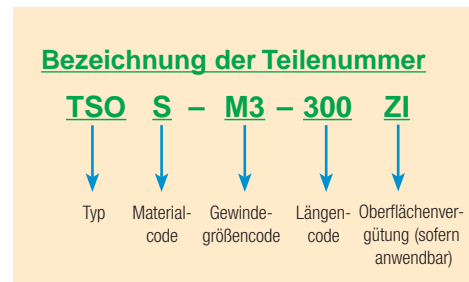 Bezeichnung der Teilenummer
TSO S – M3 – 300 ZI
Typ Material- Gewinde- Längen- Oberflächenver-
code größencode code gütung (sofern
anwendbar)